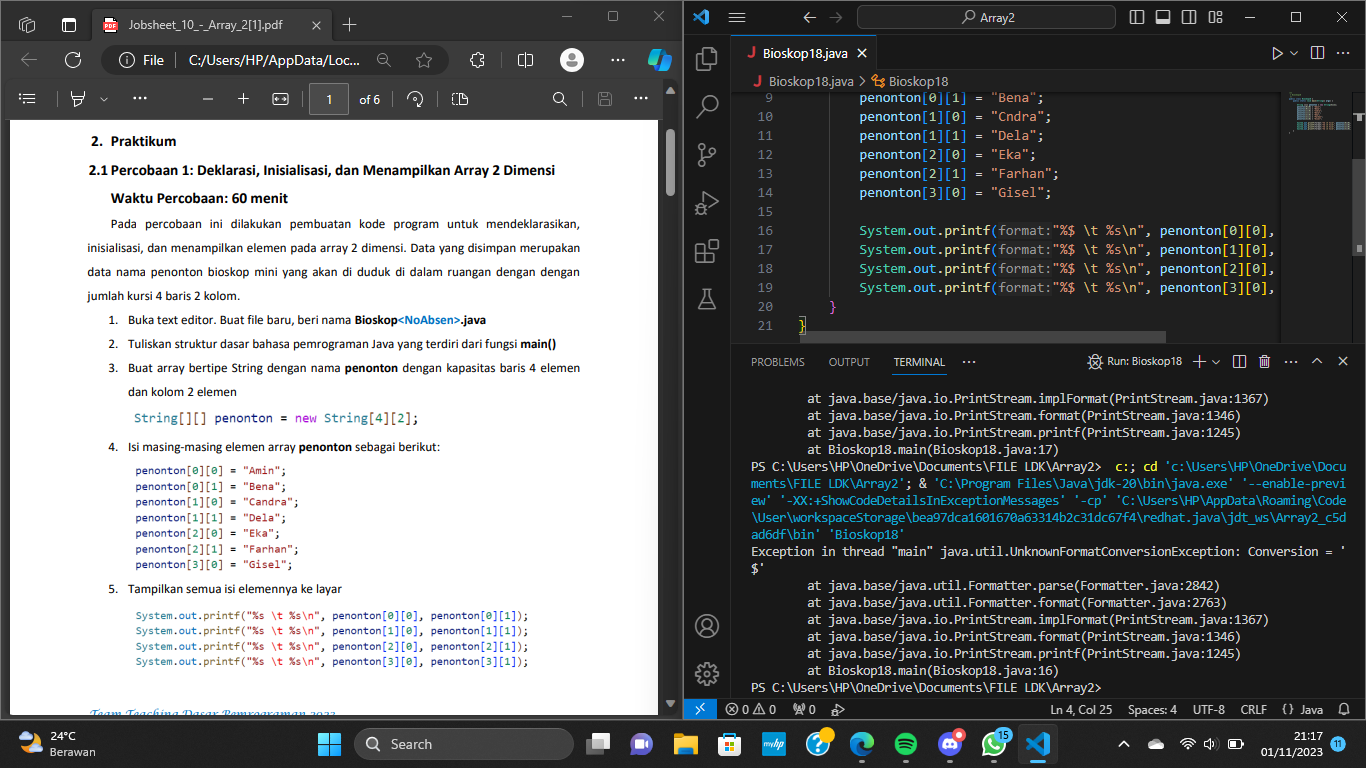 Jobsheet_10_-_Array_2[1].pdf
File
C:/Users/HP/AppData/Loc...
1
of 6
2. Praktikum
2.1 Percobaan 1: Deklarasi, Inisialisasi, dan Menampilkan Array 2 Dimensi
Waktu Percobaan: 60 menit
Pada percobaan ini dilakukan pembuatan kode program untuk mendeklarasikan,
inisialisasi, dan menampilkan elemen pada array 2 dimensi. Data yang disimpan merupakan
data nama penonton bioskop mini yang akan di duduk di dalam ruangan dengan dengan
jumlah kursi 4 baris 2 kolom.
1. Buka text editor. Buat file baru, beri nama Bioskop<NoAbsen>.java
2. Tuliskan struktur dasar bahasa pemrograman Java yang terdiri dari fungsi main()
3. Buat array bertipe String dengan nama penonton dengan kapasitas baris 4 elemen
dan kolom 2 elemen
String[][] penonton = new String[4][2];
4. Isi masing-masing elemen array penonton sebagai berikut:
penonton[0][0] = "Amin";
penonton[0][1] = "Bena";
penonton[1][0] = "Candra";
penonton[1][1] = "Dela";
penonton[2][0] = "Eka";
penonton[2][1] = "Farhan";
penonton[3][0] = "Gisel";
5. Tampilkan semua isi elemennya ke layar
System.out.printf("%s \t %s\n", penonton[0][0], penonton[0][1]);
System.out.printf("%s \t %s\n", penonton[1][0], penonton[1][1]);
System.out.printf("%s \t %s\n", penonton[2][0], penonton[2][1]);
System.out.printf("%s \t %s\n", penonton[3][0], penonton[3][1]);
Team Teaching Dasar Pemrograman 2023
Array2
J Bioskop18.java
J Bioskop18.java > Bioskop18
9 penonton[0][1] = "Bena";
10 penonton[1][0] = "Cndra";
11 penonton[1][1] = "Dela";
12 penonton[2][0] = "Eka";
13 penonton[2][1] = "Farhan";
14 penonton[3][0] = "Gisel";
15
16 System.out.printf(format:"%$ \t %s\n", penonton[0][0],
17 System.out.printf(format:"%$ \t %s\n", penonton[1][0],
18 System.out.printf(format:"%$ \t %s\n", penonton[2][0],
19 System.out.printf(format:"%$ \t %s\n", penonton[3][0],
20 }
21 }
PROBLEMS OUTPUT TERMINAL ··· Run: Bioskop18
at java.base/java.io.PrintStream.implFormat(PrintStream.java:1367)
at java.base/java.io.PrintStream.format(PrintStream.java:1346)
at java.base/java.io.PrintStream.printf(PrintStream.java:1245)
at Bioskop18.main(Bioskop18.java:17)
PS C:\Users\HP\OneDrive\Documents\FILE LDK\Array2> c:; cd 'c:\Users\HP\OneDrive\Docu
ments\FILE LDK\Array2'; & 'C:\Program Files\Java\jdk-20\bin\java.exe' '--enable-previ
ew' '-XX:+ShowCodeDetailsInExceptionMessages' '-cp' 'C:\Users\HP\AppData\Roaming\Code
\User\workspaceStorage\bea97dca1601670a63314b2c31dc67f4\redhat.java\jdt_ws\Array2_c5d
ad6df\bin' 'Bioskop18'
Exception in thread "main" java.util.UnknownFormatConversionException: Conversion = '
$'
at java.base/java.util.Formatter.parse(Formatter.java:2842)
at java.base/java.util.Formatter.format(Formatter.java:2763)
at java.base/java.io.PrintStream.implFormat(PrintStream.java:1367)
at java.base/java.io.PrintStream.format(PrintStream.java:1346)
at java.base/java.io.PrintStream.printf(PrintStream.java:1245)
at Bioskop18.main(Bioskop18.java:16)
PS C:\Users\HP\OneDrive\Documents\FILE LDK\Array2>
0 0 0 Ln 4, Col 25 Spaces: 4 UTF-8 CRLF {} Java
24°C
Berawan
Search
myhp
15
21:17
01/11/2023
11